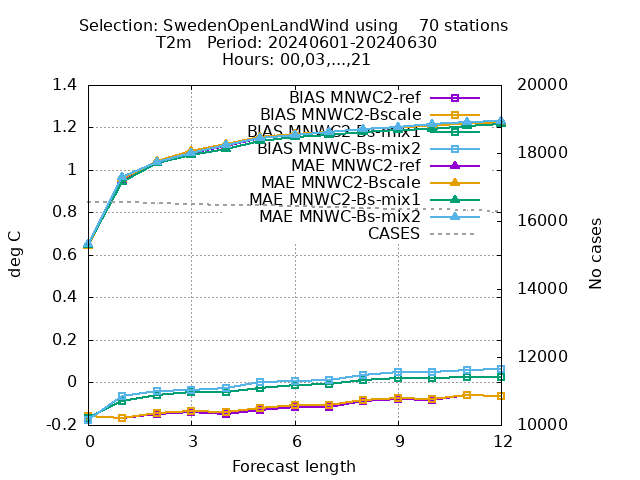 Selection: SwedenOpenLandWind using    70 stations
T2m   Period: 20240601-20240630
Hours: 00,03,...,21
1.4
1.2
1
0.8
0.6
0.4
0.2
0
-0.2
deg C
BIAS MNWC2-ref
BIAS MNWC2-Bscale
BIAS MNWC2-Bs-mix1
BIAS MNWC-Bs-mix2
MAE MNWC2-ref
MAE MNWC2-Bscale
MAE MNWC2-Bs-mix1
MAE MNWC-Bs-mix2
CASES
20000
18000
16000
14000
12000
10000
No cases
0 3 6 9 12
Forecast length